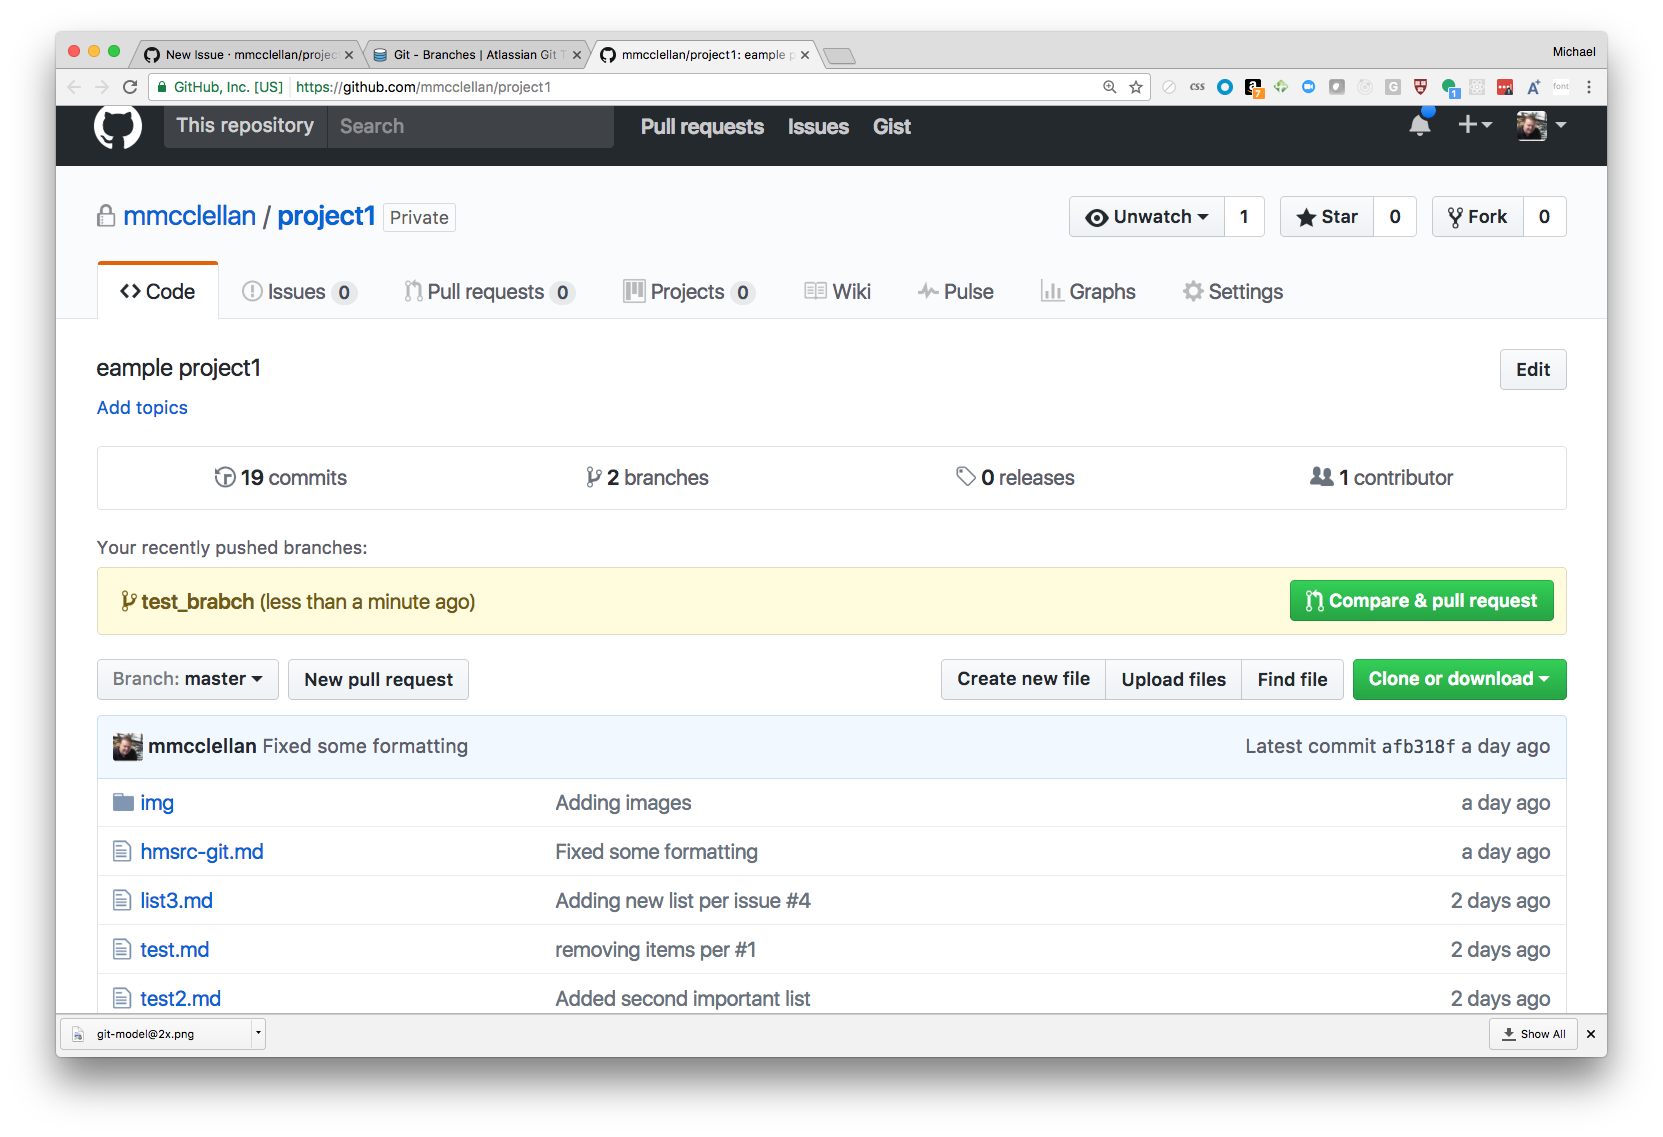 New Issue · mmcclellan/projec
Git - Branches | Atlassian Git T
mmcclellan/project1: eample p
Michael
GitHub, Inc. [US]
https://github.com/mmcclellan/project1
css
7
G
1
A
font
This repository
Search
Pull requests
Issues
Gist
mmcclellan / project1
Private
Unwatch
1
Star
0
Fork
0
Code
Issues 0
Pull requests 0
Projects 0
Wiki
Pulse
Graphs
Settings
eample project1
Edit
Add topics
19 commits
2 branches
0 releases
1 contributor
Your recently pushed branches:
test_brabch (less than a minute ago)
Compare & pull request
Branch: master
New pull request
Create new file
Upload files
Find file
Clone or download
mmcclellan Fixed some formatting
Latest commit afb318f a day ago
img
Adding images
a day ago
hmsrc-git.md
Fixed some formatting
a day ago
list3.md
Adding new list per issue #4
2 days ago
test.md
removing items per #1
2 days ago
test2.md
Added second important list
2 days ago
git-model@2x.png
Show All